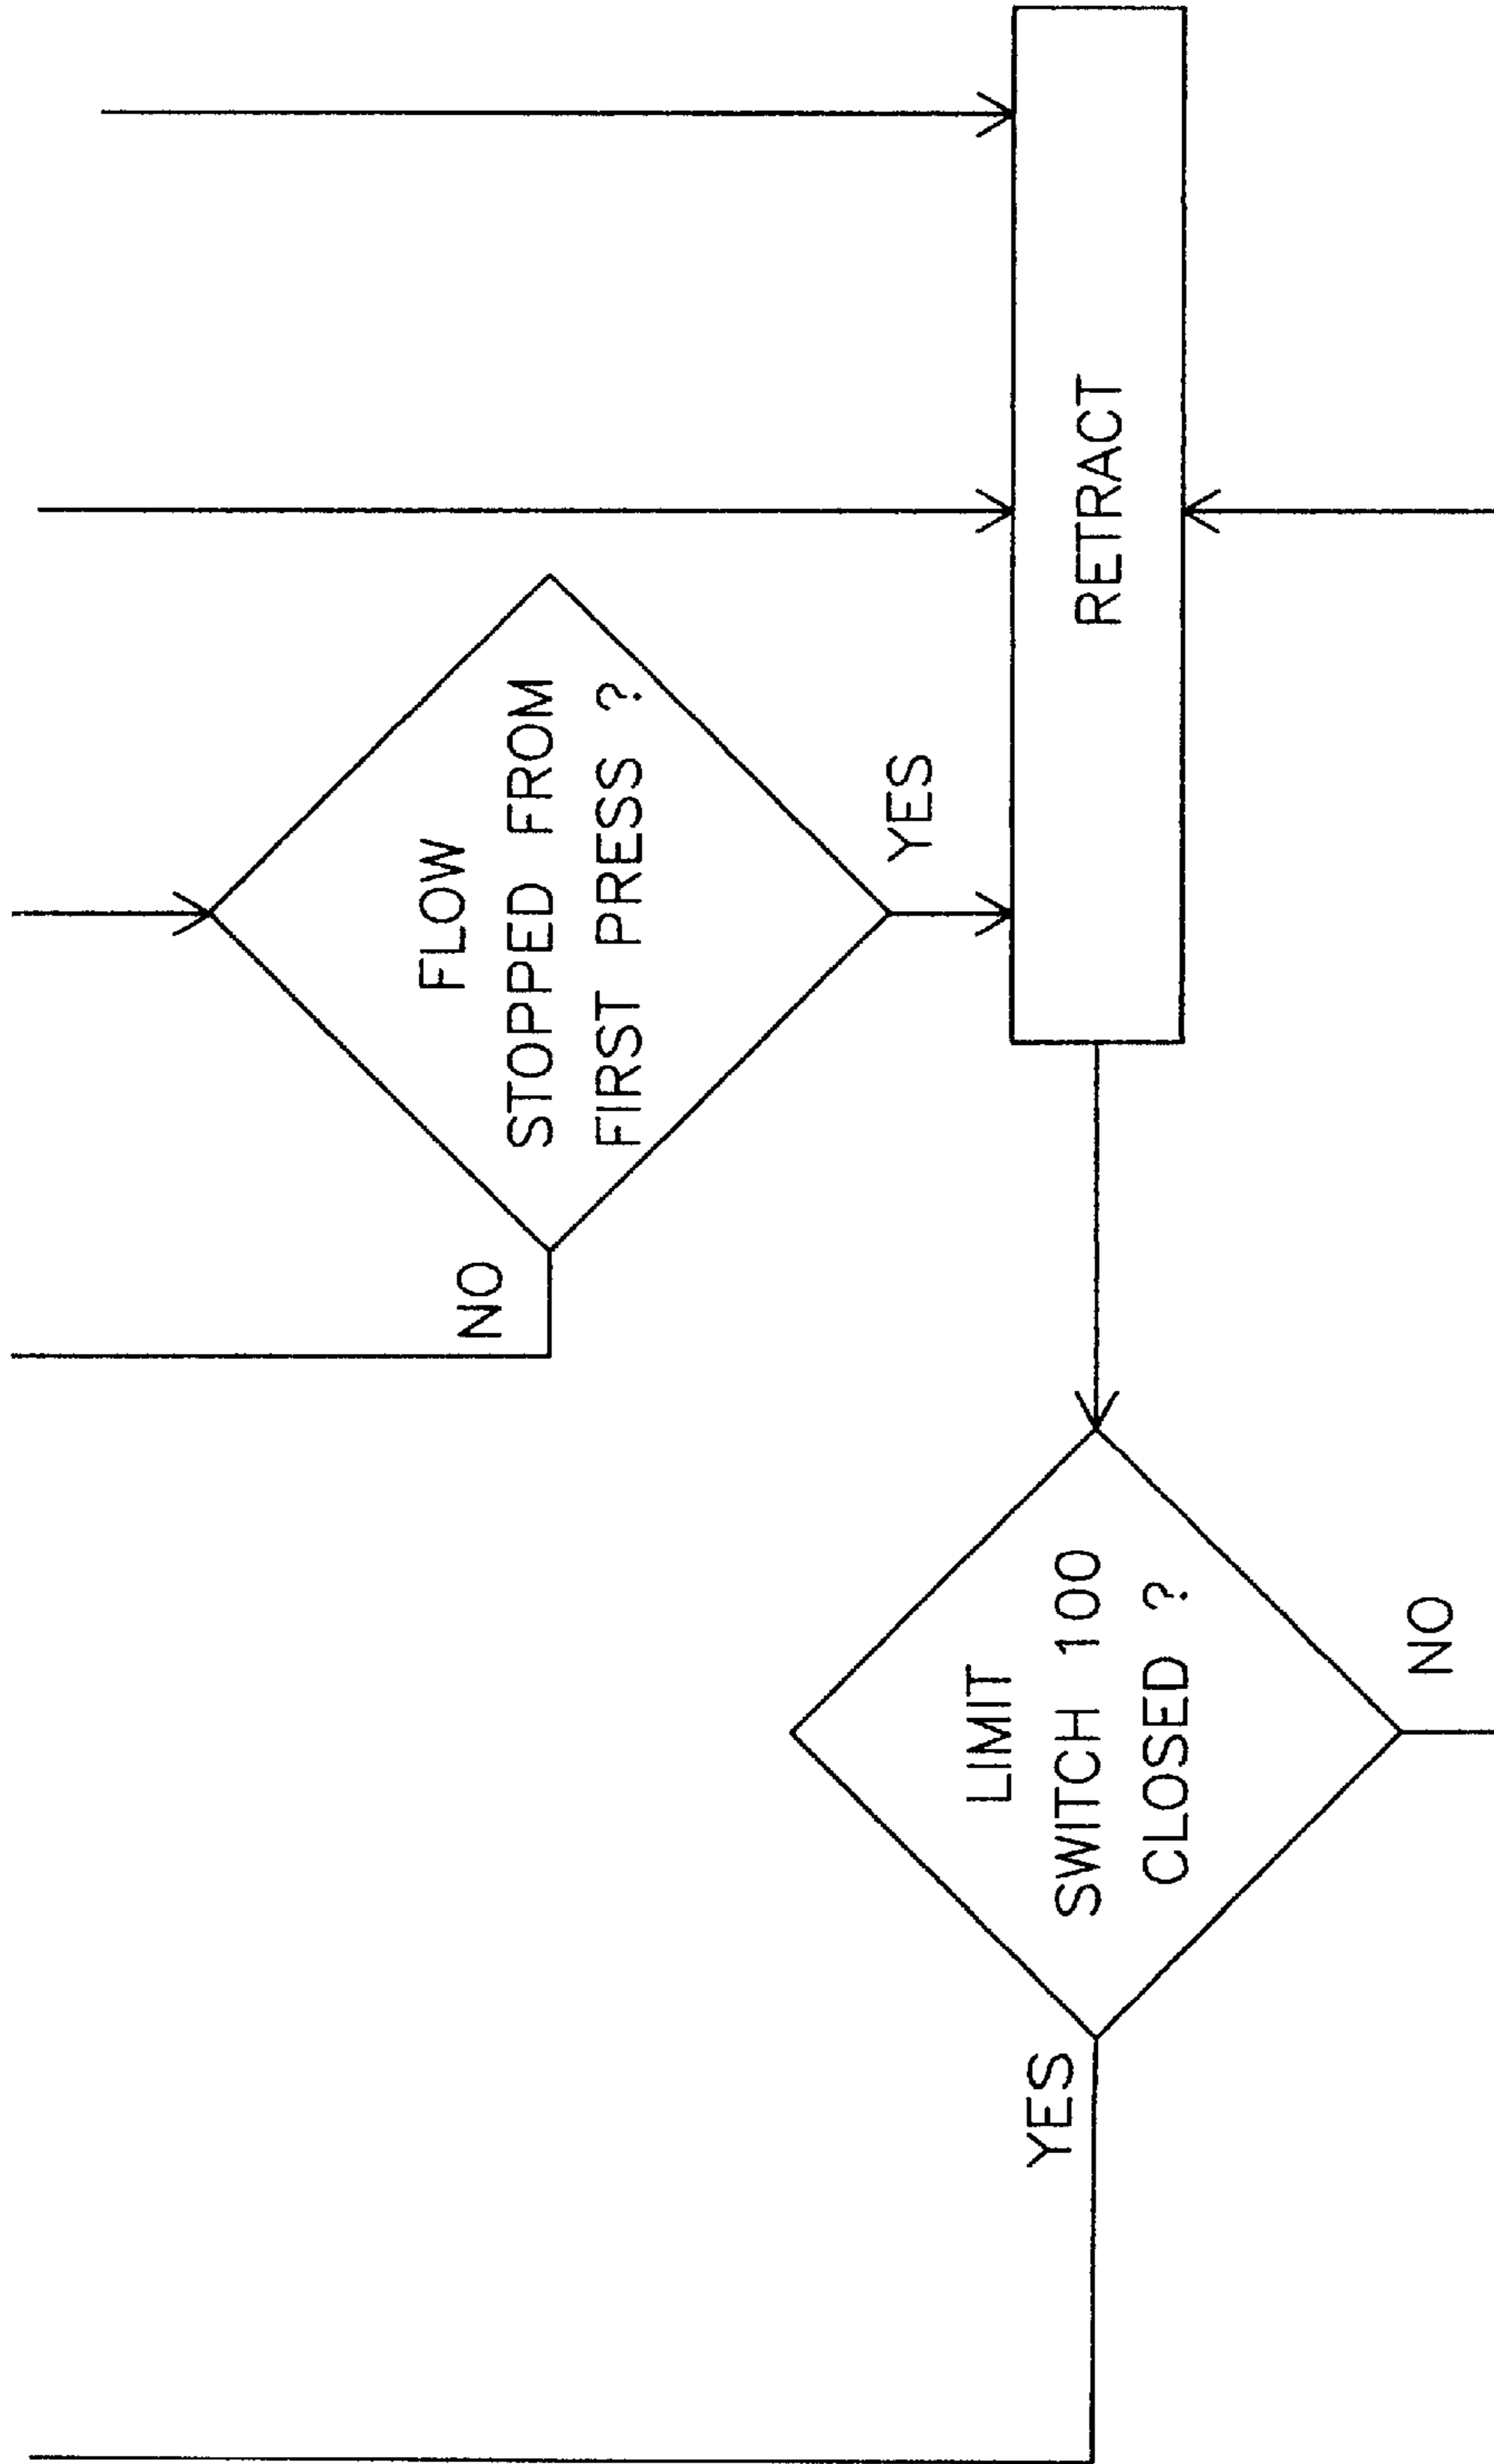 FLOW
STOPPED FROM
FIRST PRESS ?
NO
YES
RETRACT
LIMIT
SWITCH 100
CLOSED ?
YES
NO